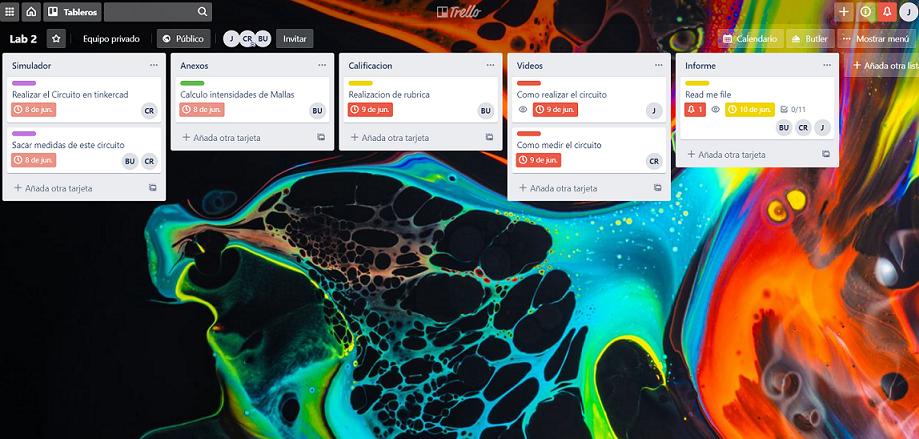 Tableros
Trello
J
Lab 2
Equipo privado
Público
J CR BU
Invitar
Calendario
Butler
Mostrar menú
Simulador
Realizar el Circuito en tinkercad
8 de jun.
CR
Sacar medidas de este circuito
8 de jun.
BU CR
Añada otra tarjeta
Anexos
Calculo intensidades de Mallas
8 de jun.
BU
Añada otra tarjeta
Calificacion
Realizacion de rubrica
9 de jun.
BU
Añada otra tarjeta
Videos
Como realizar el circuito
9 de jun.
J
Como medir el circuito
9 de jun.
CR
Añada otra tarjeta
Informe
Read me file
1
10 de jun.
0/11
BU CR J
Añada otra tarjeta
Añada otra lista